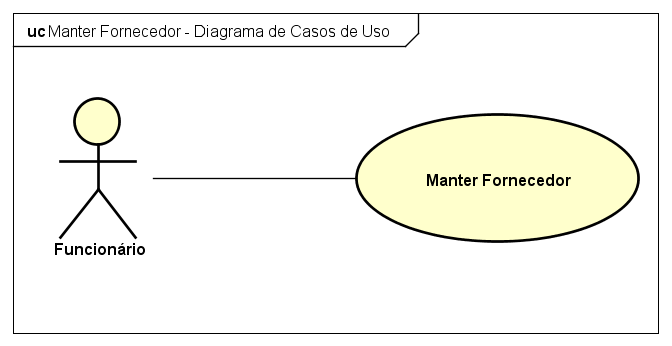 uc Manter Fornecedor - Diagrama de Casos de Uso
Manter Fornecedor
Funcionário